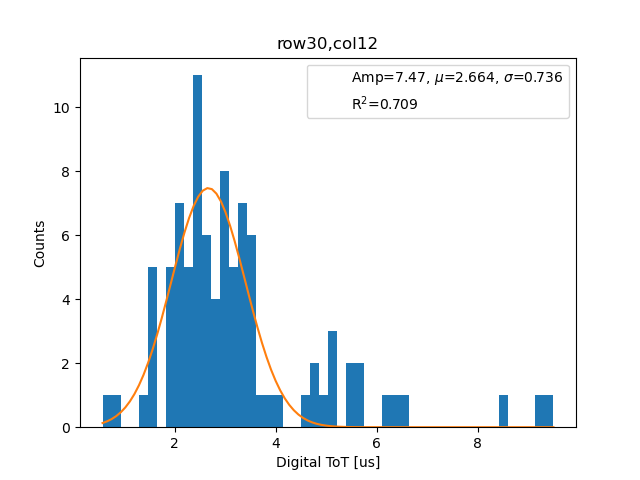 row30,col12
Amp=7.47, μ=2.664, σ=0.736
R²=0.709
Counts
10
8
6
4
2
0
2 4 6 8
Digital ToT [us]